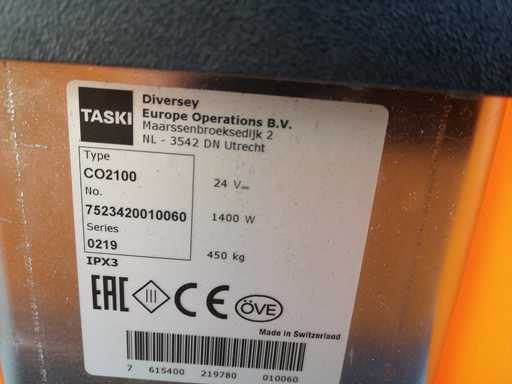 TASKI
Diversey
Europe Operations B.V.
Maarssenbroeksedijk 2
NL - 3542 DN Utrecht
Type
CO2100
24 V
No.
7523420010060
1400 W
Series
0219
450 kg
IPX3
EAC III CE ÖVE
Made in Switzerland
7 615400 219780 010060